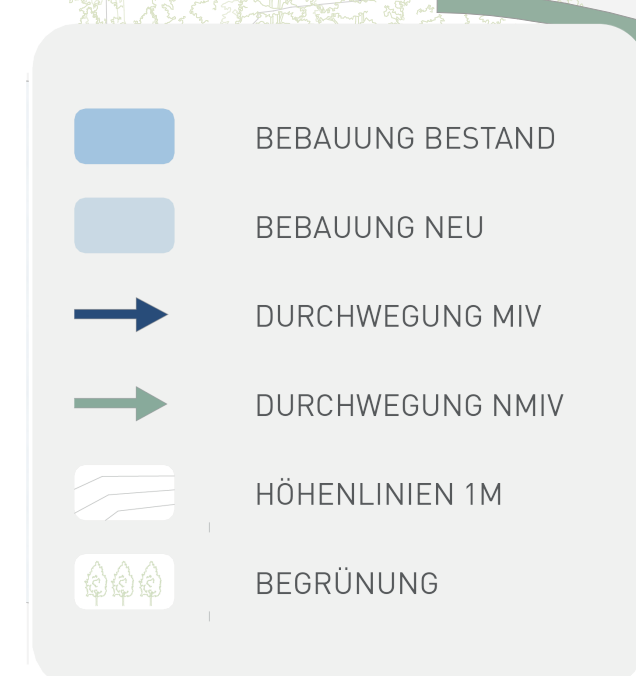 BEBAUUNG BESTAND
BEBAUUNG NEU
DURCHWEGUNG MIV
DURCHWEGUNG NMIV
HÖHENLINIEN 1M
BEGRÜNUNG